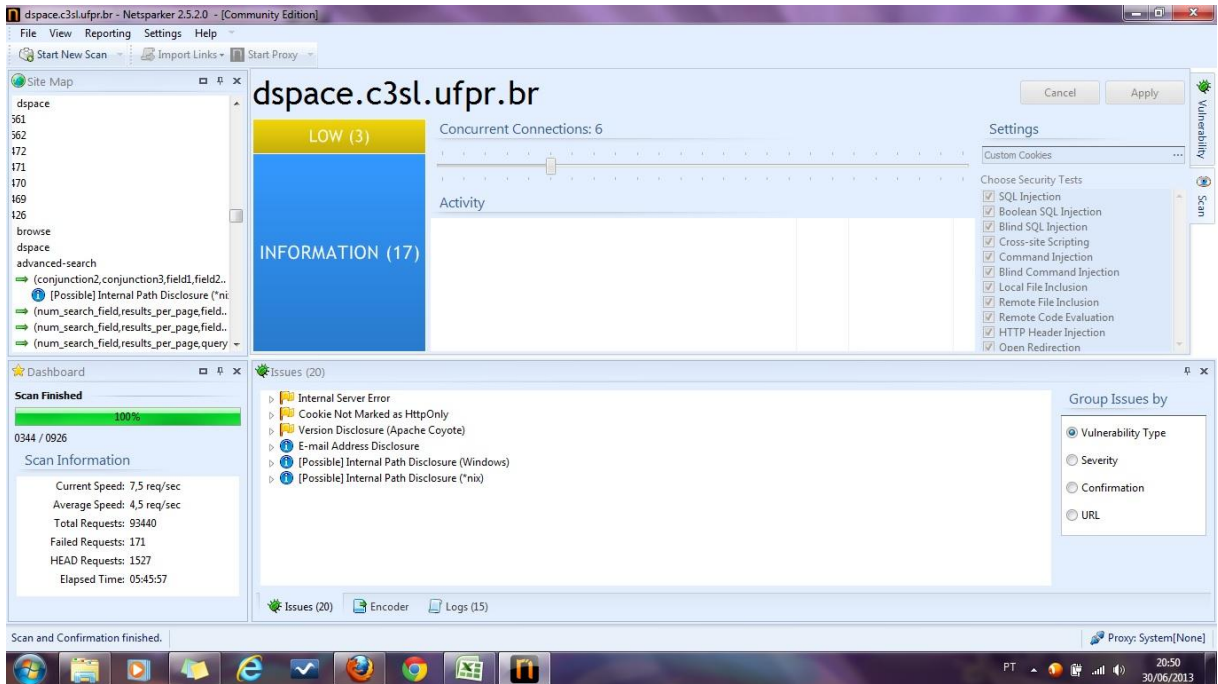 dspace.c3sl.ufpr.br - Netsparker 2.5.2.0 - [Community Edition]
File View Reporting Settings Help
Start New Scan Import Links Start Proxy
Site Map
dspace
561
562
472
471
470
469
426
browse
dspace
advanced-search
(conjunction2,conjunction3,field1,field2..
[Possible] Internal Path Disclosure (*ni
(num_search_field,results_per_page,field..
(num_search_field,results_per_page,field..
(num_search_field,results_per_page,query
dspace.c3sl.ufpr.br
Cancel Apply
LOW (3)
INFORMATION (17)
Concurrent Connections: 6
Activity
Settings
Custom Cookies ...
Choose Security Tests
SQL Injection
Boolean SQL Injection
Blind SQL Injection
Cross-site Scripting
Command Injection
Blind Command Injection
Local File Inclusion
Remote File Inclusion
Remote Code Evaluation
HTTP Header Injection
Open Redirection
Vulnerability
Scan
Dashboard
Scan Finished
100%
0344 / 0926
Scan Information
Current Speed: 7,5 req/sec
Average Speed: 4,5 req/sec
Total Requests: 93440
Failed Requests: 171
HEAD Requests: 1527
Elapsed Time: 05:45:57
Issues (20)
Internal Server Error
Cookie Not Marked as HttpOnly
Version Disclosure (Apache Coyote)
E-mail Address Disclosure
[Possible] Internal Path Disclosure (Windows)
[Possible] Internal Path Disclosure (*nix)
Group Issues by
Vulnerability Type
Severity
Confirmation
URL
Issues (20) Encoder Logs (15)
Scan and Confirmation finished.
Proxy: System[None]
PT
20:50
30/06/2013